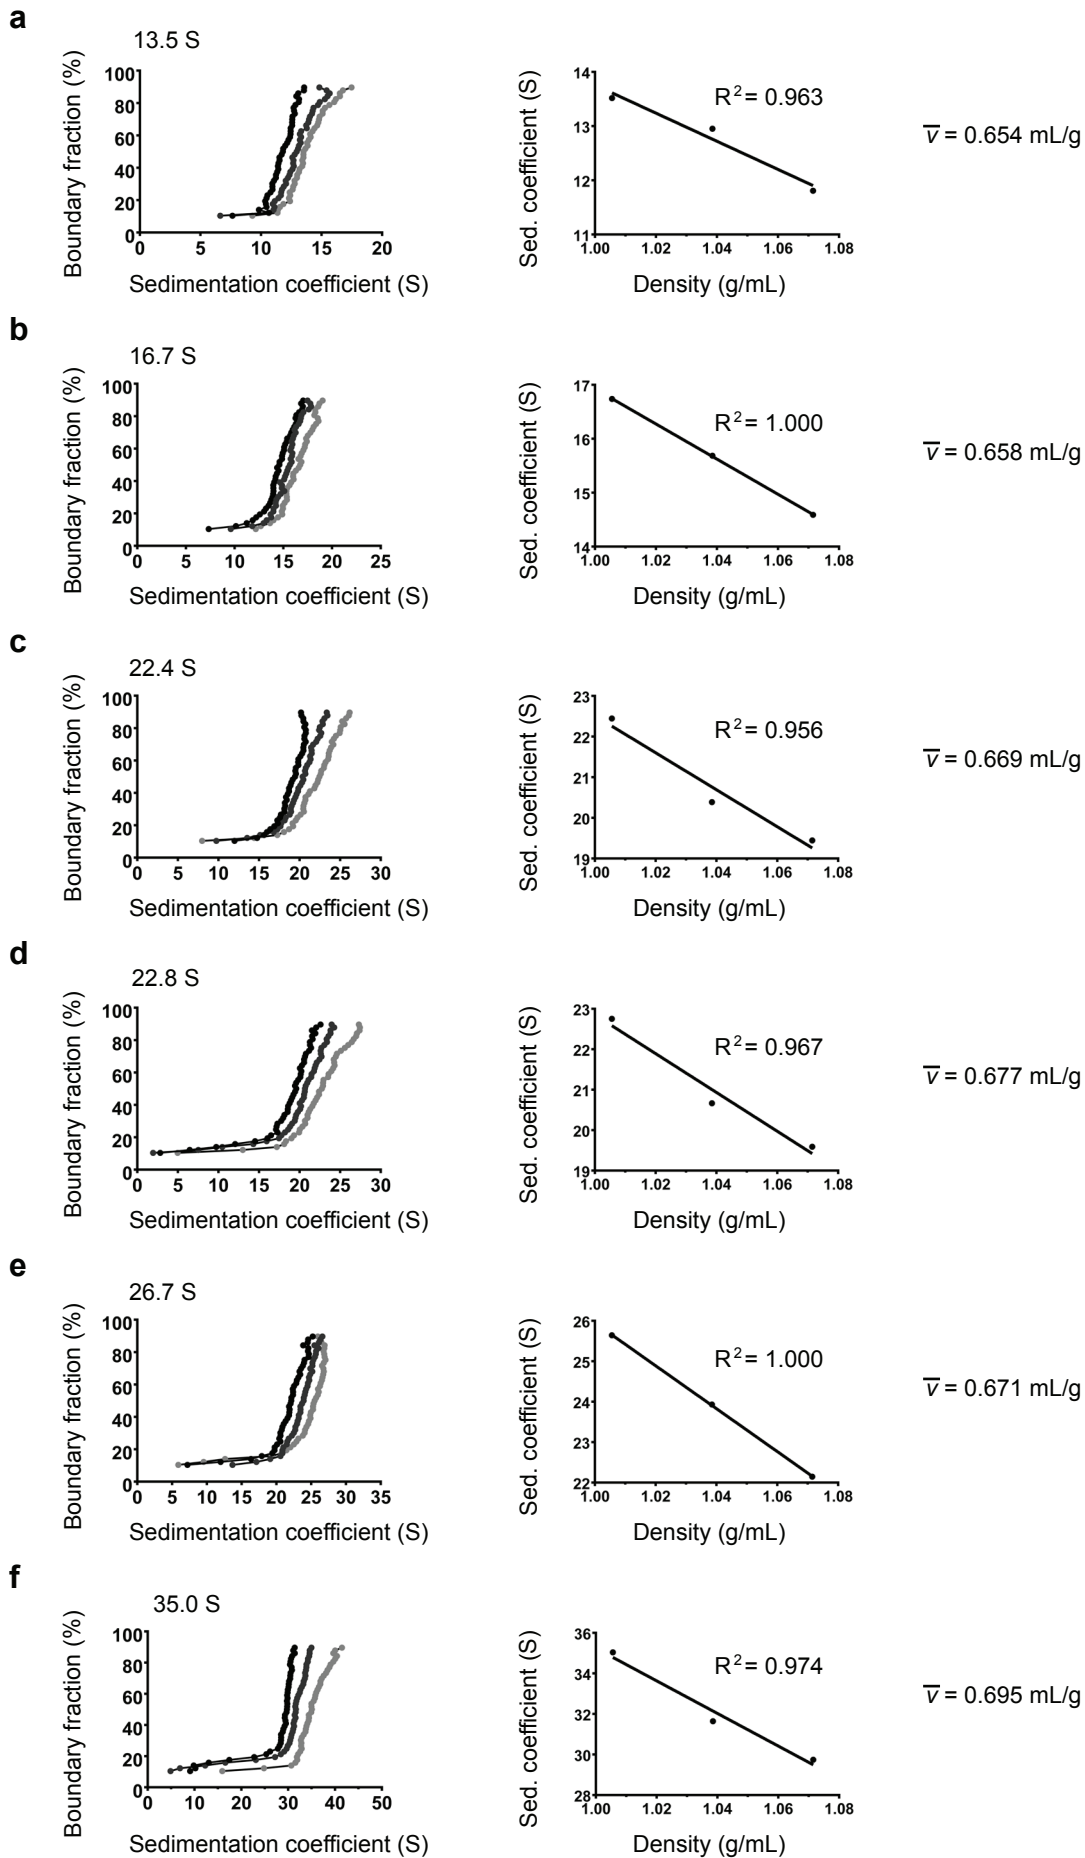 a
13.5 S
Boundary fraction (%)
100
80
60
40
20
0
0 5 10 15 20
Sedimentation coefficient (S)
Sed. coefficient (S)
14
13
12
11
R2 = 0.963
1.00 1.02 1.04 1.06 1.08
Density (g/mL)
v = 0.654 mL/g
b
16.7 S
Boundary fraction (%)
100
80
60
40
20
0
0 5 10 15 20 25
Sedimentation coefficient (S)
Sed. coefficient (S)
17
16
15
14
R2 = 1.000
1.00 1.02 1.04 1.06 1.08
Density (g/mL)
v = 0.658 mL/g
c
22.4 S
Boundary fraction (%)
100
80
60
40
20
0
0 5 10 15 20 25 30
Sedimentation coefficient (S)
Sed. coefficient (S)
23
22
21
20
19
R2 = 0.956
1.00 1.02 1.04 1.06 1.08
Density (g/mL)
v = 0.669 mL/g
d
22.8 S
Boundary fraction (%)
100
80
60
40
20
0
0 5 10 15 20 25 30
Sedimentation coefficient (S)
Sed. coefficient (S)
23
22
21
20
19
R2 = 0.967
1.00 1.02 1.04 1.06 1.08
Density (g/mL)
v = 0.677 mL/g
e
26.7 S
Boundary fraction (%)
100
80
60
40
20
0
0 5 10 15 20 25 30 35
Sedimentation coefficient (S)
Sed. coefficient (S)
26
25
24
23
22
R2 = 1.000
1.00 1.02 1.04 1.06 1.08
Density (g/mL)
v = 0.671 mL/g
f
35.0 S
Boundary fraction (%)
100
80
60
40
20
0
0 10 20 30 40 50
Sedimentation coefficient (S)
Sed. coefficient (S)
36
34
32
30
28
R2 = 0.974
1.00 1.02 1.04 1.06 1.08
Density (g/mL)
v = 0.695 mL/g